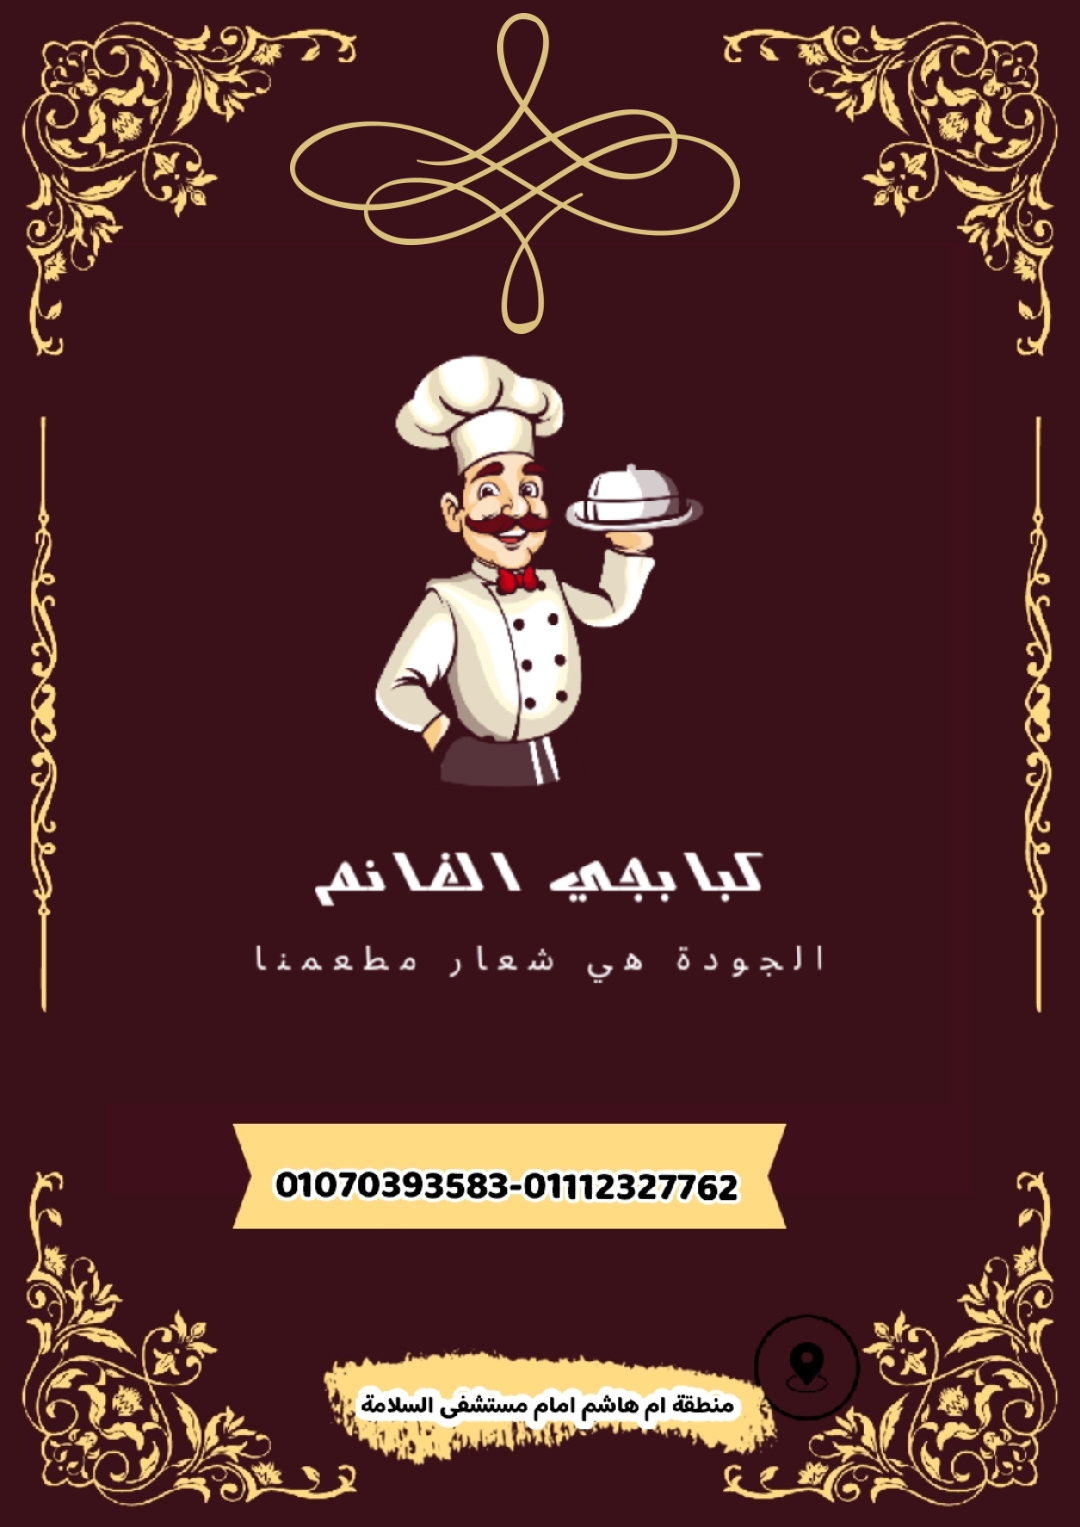 كبابجي الغانم
الجودة هي شعار مطعمنا
01070393583-01112327762
منطقة ام هاشم امام مستشفى السلامة